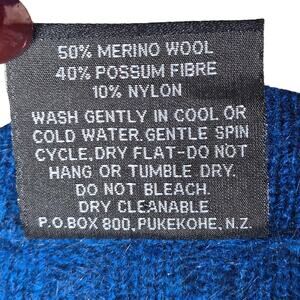 50% MERINO WOOL
40% POSSUM FIBRE
10% NYLON
WASH GENTLY IN COOL OR
COLD WATER. GENTLE SPIN
CYCLE. DRY FLAT-DO NOT
HANG OR TUMBLE DRY.
DO NOT BLEACH.
DRY CLEANABLE
P.O.BOX 800, PUKEKOHE, N.Z.